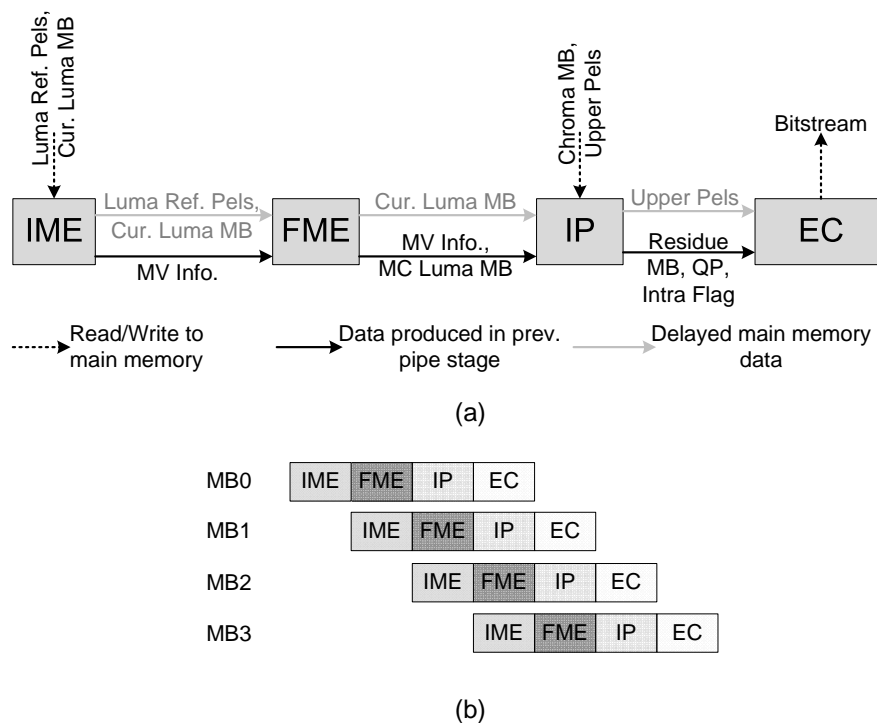 Luma Ref. Pels,
Cur. Luma MB
Chroma MB,
Upper Pels
Bitstream
IME
Luma Ref. Pels,
Cur. Luma MB
MV Info.
FME
Cur. Luma MB
MV Info.,
MC Luma MB
IP
Upper Pels
Residue
MB, QP,
Intra Flag
EC
Read/Write to
main memory
Data produced in prev.
pipe stage
Delayed main memory
data
(a)
MB0 IME FME IP EC
MB1 IME FME IP EC
MB2 IME FME IP EC
MB3 IME FME IP EC
(b)